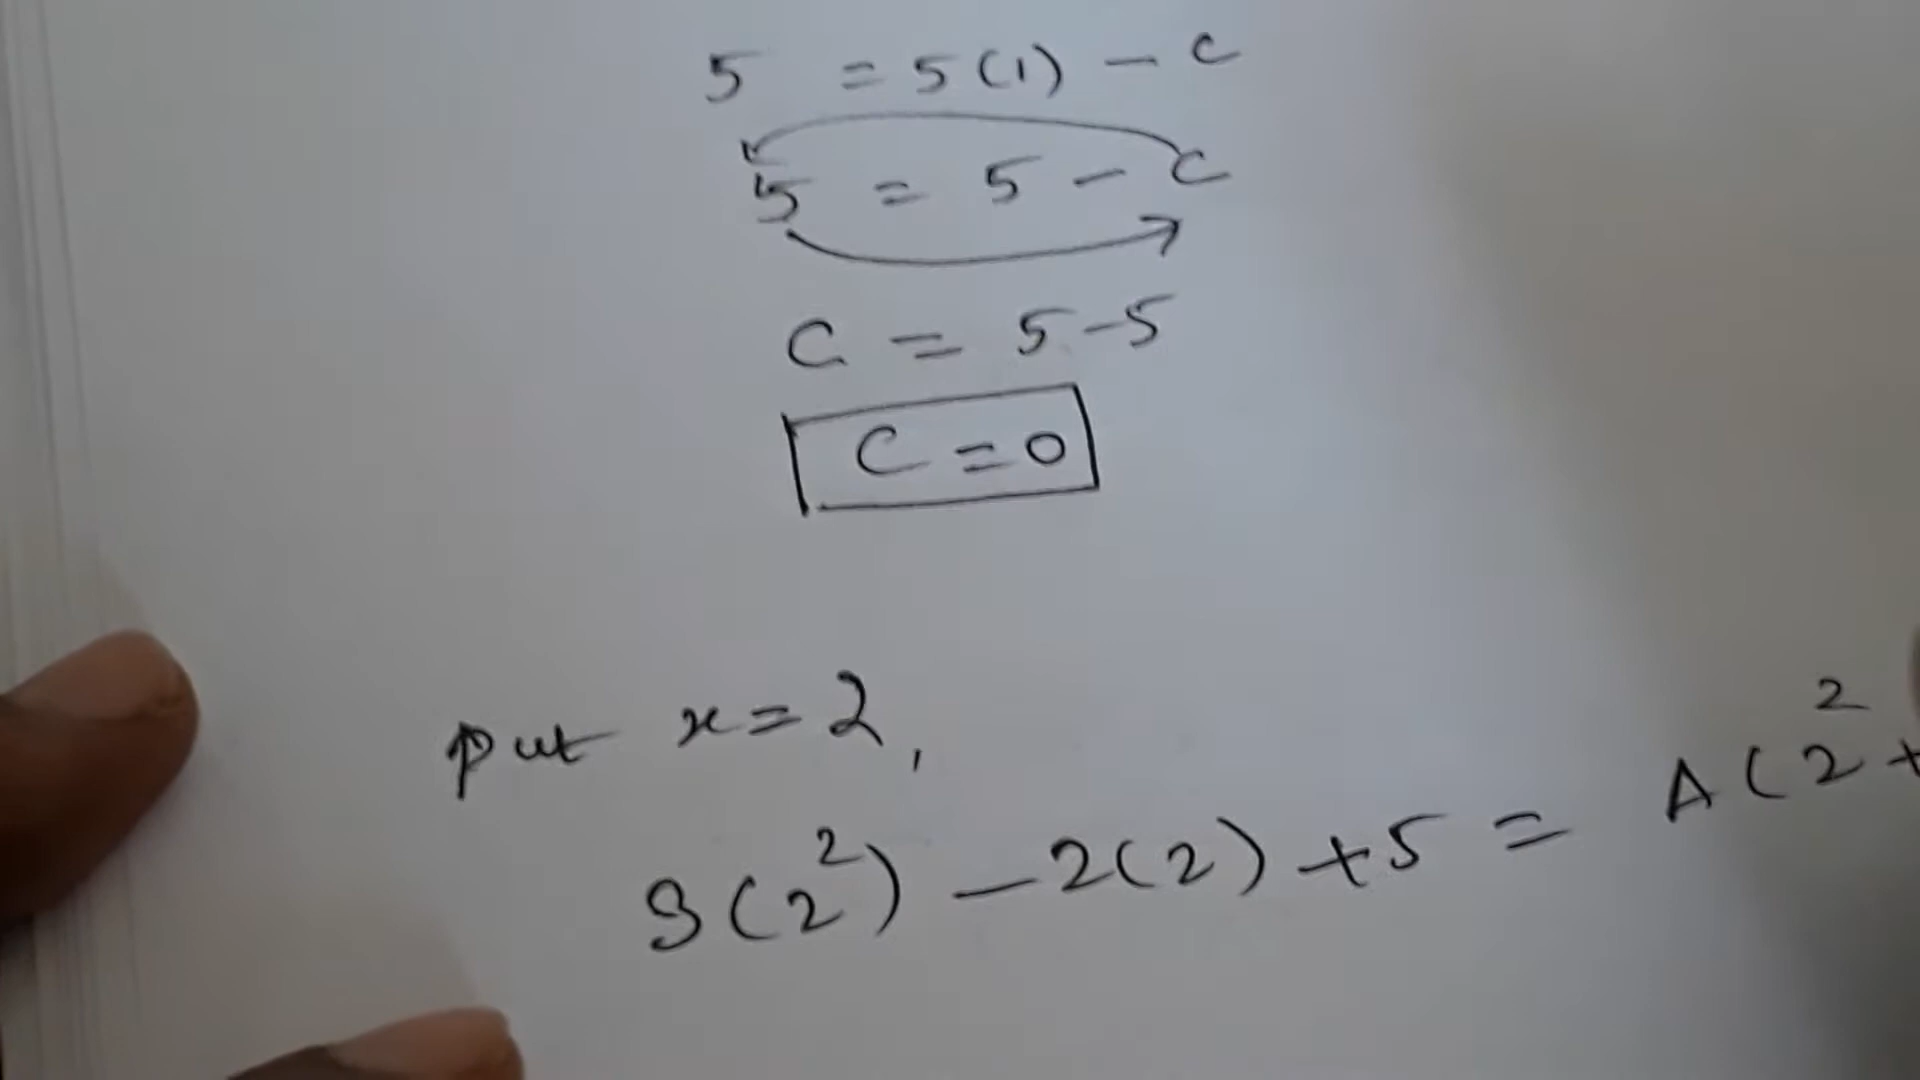 5 = 5(1) - c
5 = 5 - c
C = 5-5
C = 0
put x = 2,
3(2²) - 2(2) + 5 = A(2² +